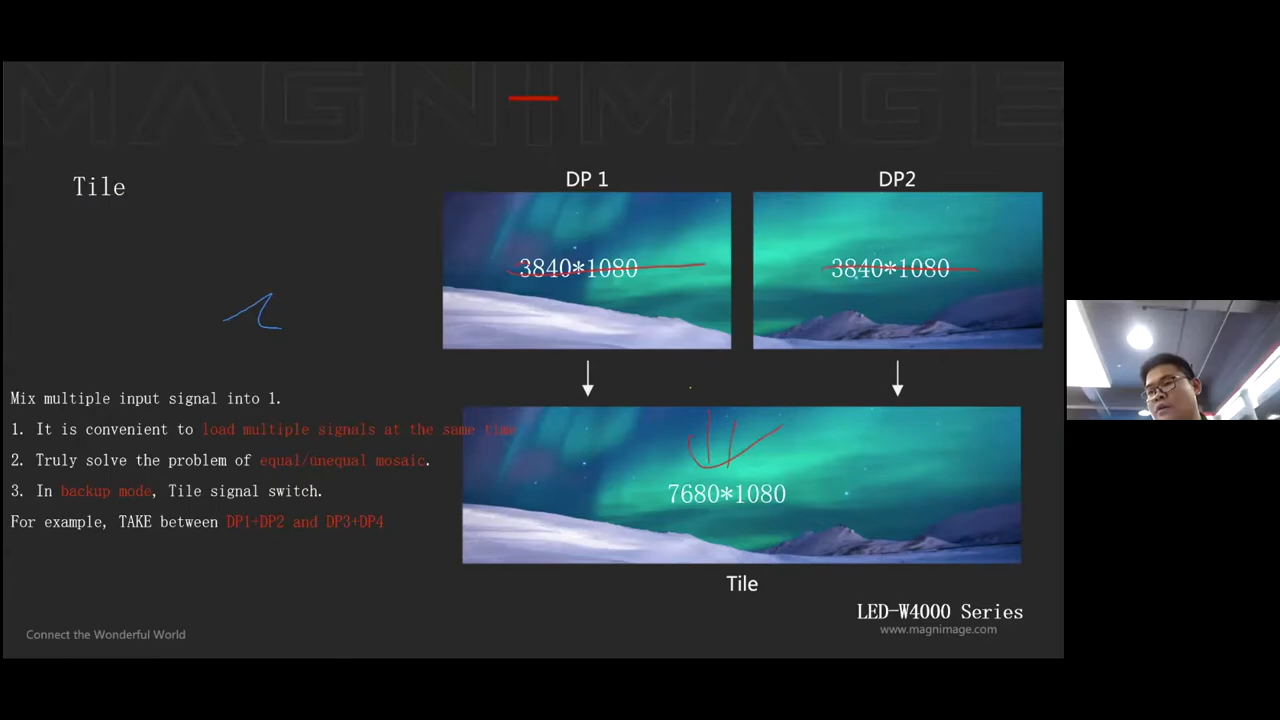 MAGNIMAGE
Tile
DP 1
DP2
3840*1080
3840*1080
Mix multiple input signal into 1.
1. It is convenient to load multiple signals at the same time
2. Truly solve the problem of equal/unequal mosaic.
3. In backup mode, Tile signal switch.
For example, TAKE between DP1+DP2 and DP3+DP4
7680*1080
Tile
LED-W4000 Series
www.magnimage.com
Connect the Wonderful World